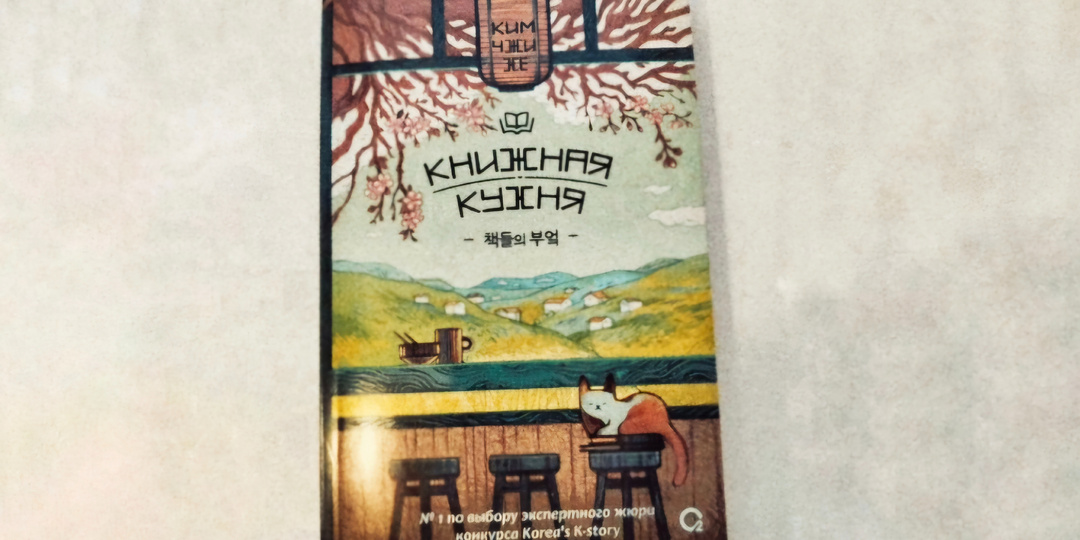 КИМ
ЧЖИ
ХЕ
КНИЖНАЯ
КУХНЯ
– 책들의 부엌 –
№ 1 по выбору экспертного жюри
конкурса Korea's K-story
O2